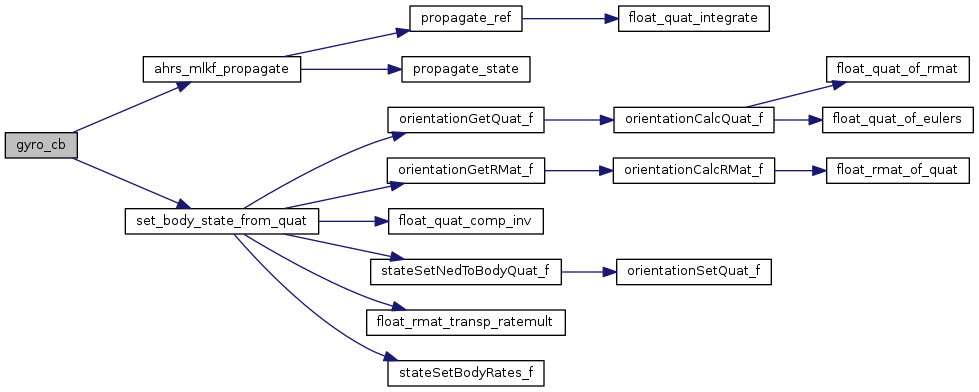 propagate_ref
float_quat_integrate
ahrs_mlkf_propagate
propagate_state
float_quat_of_rmat
orientationGetQuat_f
orientationCalcQuat_f
float_quat_of_eulers
gyro_cb
orientationGetRMat_f
orientationCalcRMat_f
float_rmat_of_quat
set_body_state_from_quat
float_quat_comp_inv
stateSetNedToBodyQuat_f
orientationSetQuat_f
float_rmat_transp_ratemult
stateSetBodyRates_f